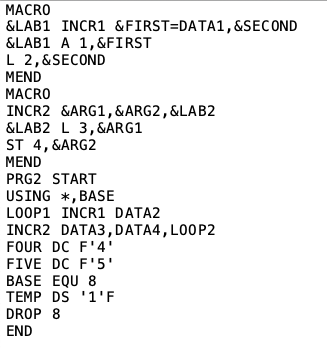 MACRO
&LAB1 INCR1 &FIRST=DATA1,&SECOND
&LAB1 A 1,&FIRST
L 2,&SECOND
MEND
MACRO
INCR2 &ARG1,&ARG2,&LAB2
&LAB2 L 3,&ARG1
ST 4,&ARG2
MEND
PRG2 START
USING *,BASE
LOOP1 INCR1 DATA2
INCR2 DATA3,DATA4,LOOP2
FOUR DC F'4'
FIVE DC F'5'
BASE EQU 8
TEMP DS '1'F
DROP 8
END